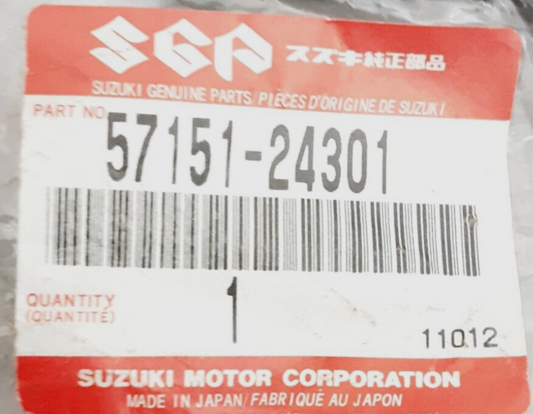 SGP スズキ純正部品
SUZUKI GENUINE PARTS/PIÈCES D'ORIGINE DE SUZUKI
PART NO. 57151-24301
QUANTITY 1
(QUANTITÉ) 11012
SUZUKI MOTOR CORPORATION
MADE IN JAPAN/FABRIQUÉ AU JAPON